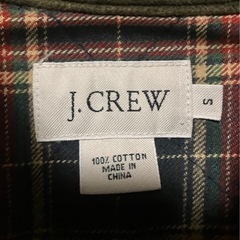 J. CREW
S
100% COTTON
MADE IN
CHINA